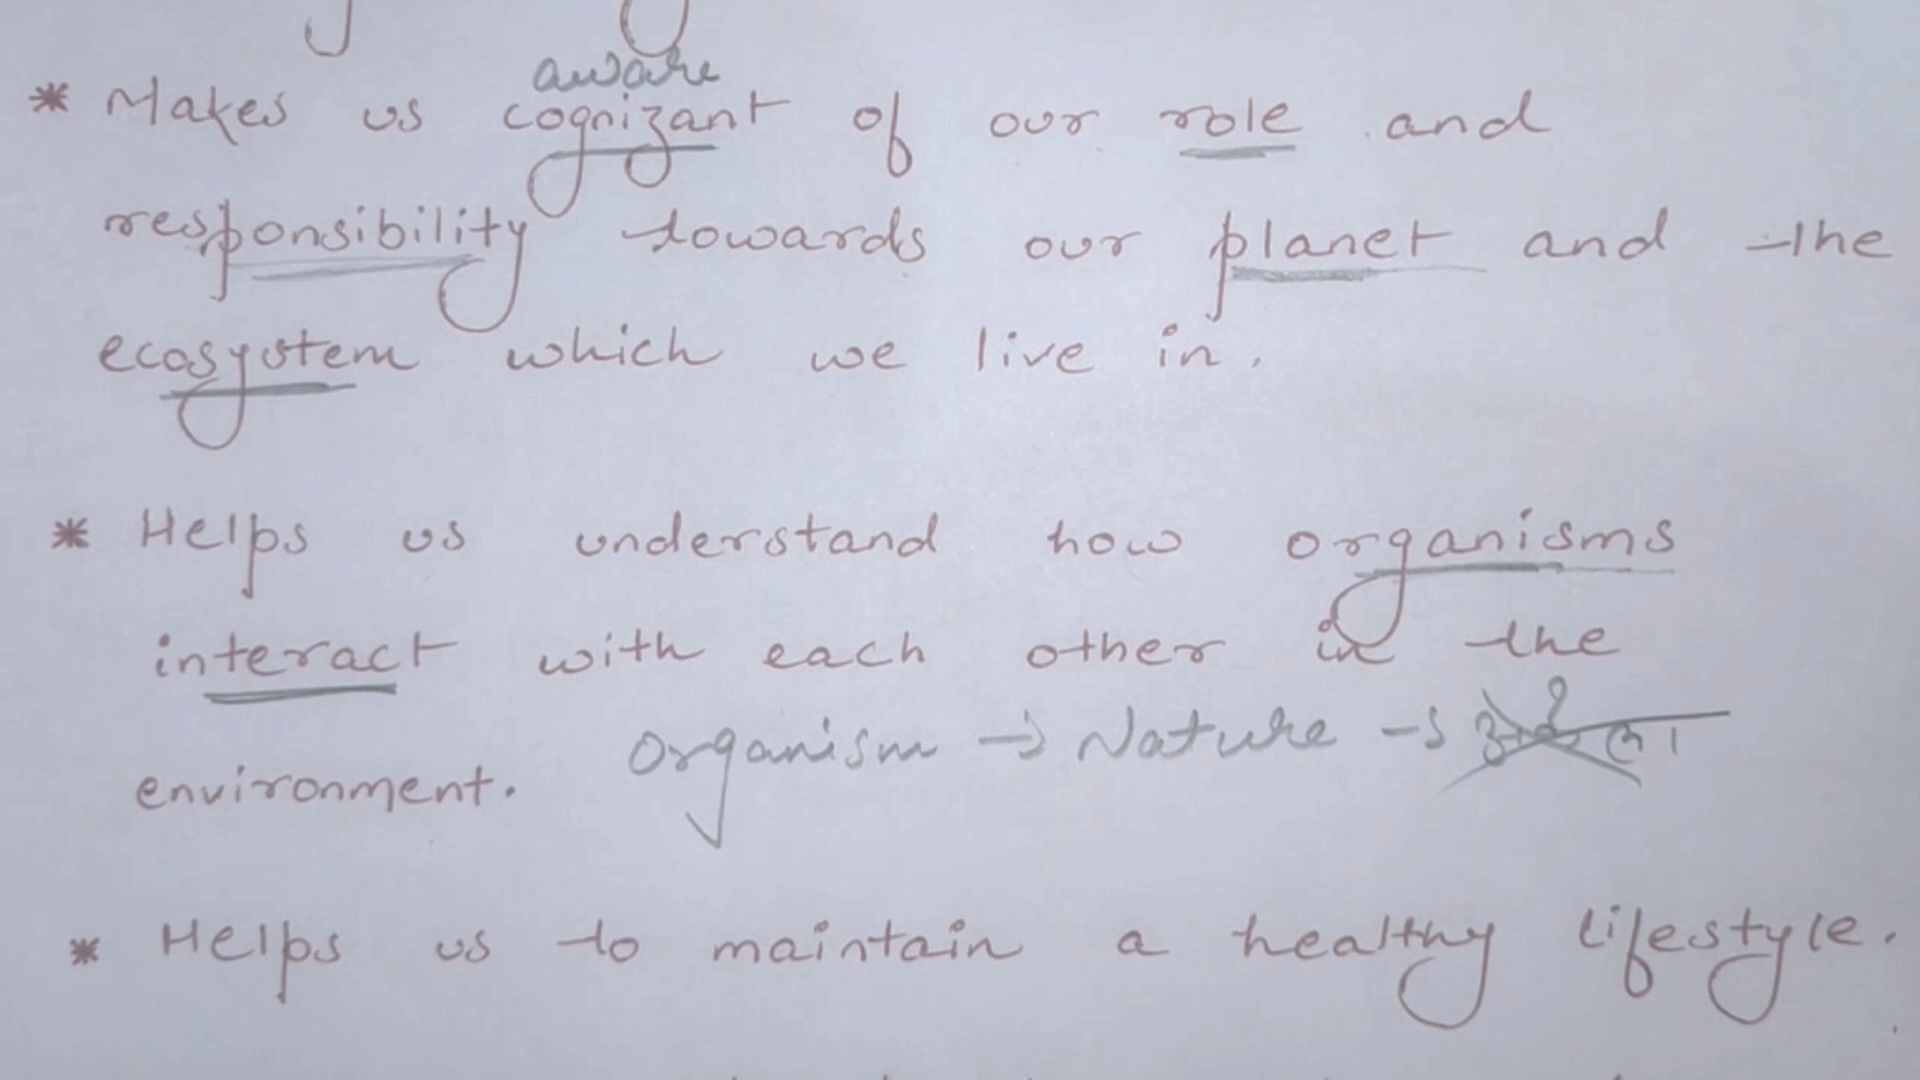 aware
* Makes us cognizant of our role and
responsibility towards our planet and the
ecosystem which we live in.
* Helps us understand how organisms
interact with each other in the
Organism → Nature →
environment.
* Helps us to maintain a healthy lifestyle.